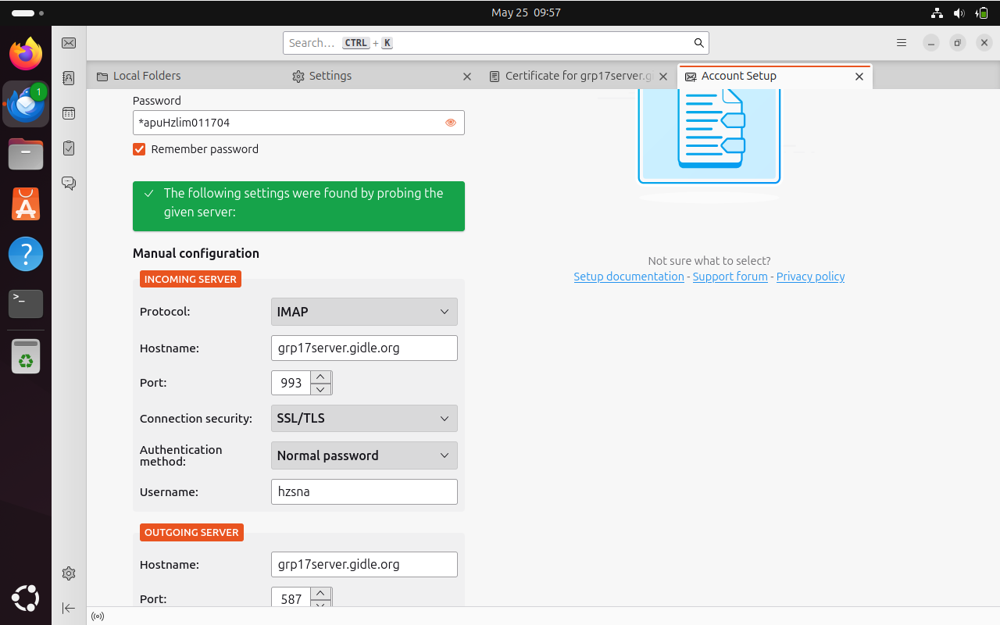 May 25 09:57
1
Search… CTRL + K
Local Folders
Settings
Certificate for grp17server.g
Account Setup
Password
*apuHzlim011704
Remember password
The following settings were found by probing the
given server:
Manual configuration
INCOMING SERVER
Protocol: IMAP
Hostname: grp17server.gidle.org
Port: 993
Connection security: SSL/TLS
Authentication
method: Normal password
Username: hzsna
OUTGOING SERVER
Hostname: grp17server.gidle.org
Port: 587
Not sure what to select?
Setup documentation - Support forum - Privacy policy